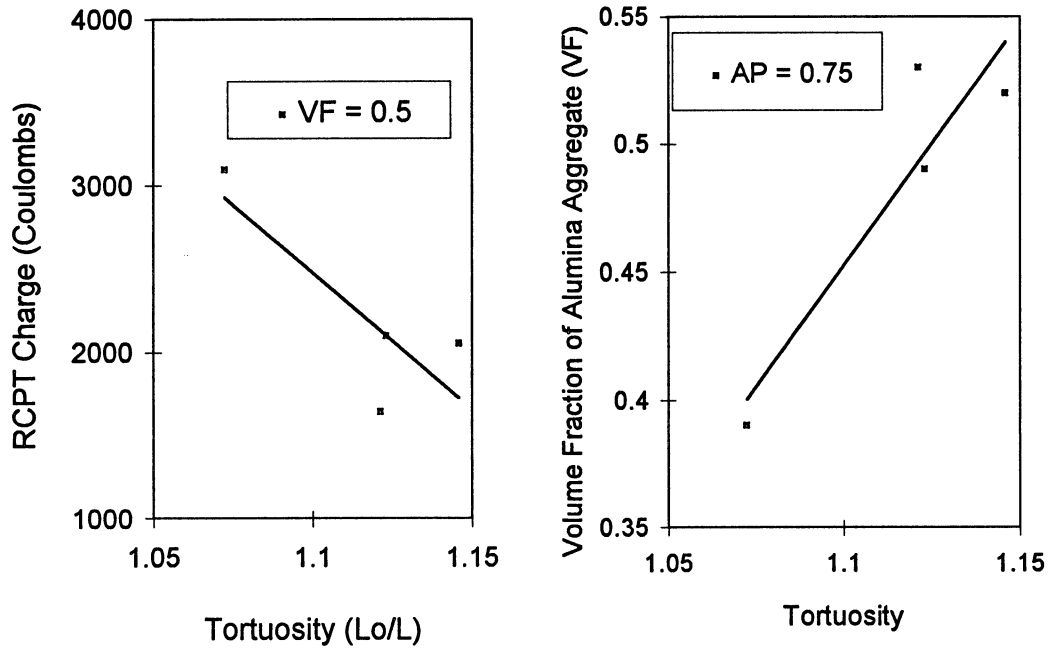 4000
3000
2000
1000
RCPT Charge (Coulombs)
VF = 0.5
1.05
1.1
1.15
Tortuosity (Lo/L)
0.55
0.5
0.45
0.4
0.35
Volume Fraction of Alumina Aggregate (VF)
AP = 0.75
1.05
1.1
1.15
Tortuosity